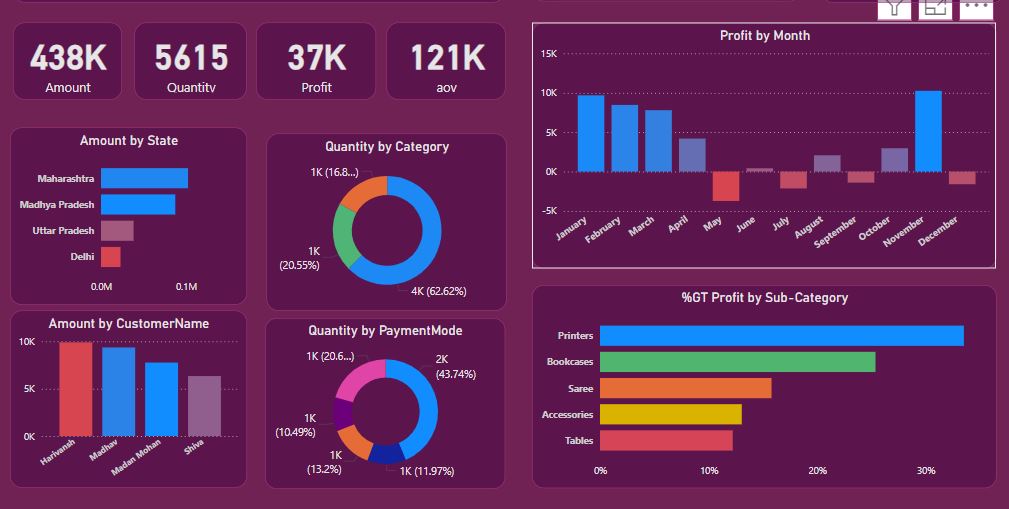 438K
Amount
5615
Quantity
37K
Profit
121K
aov
Profit by Month
15K
10K
5K
0K
-5K
January
February
March
April
May
June
July
August
September
October
November
December
Amount by State
Maharashtra
Madhya Pradesh
Uttar Pradesh
Delhi
0.0M
0.1M
Quantity by Category
1K (16.8...)
1K
(20.55%)
4K (62.62%)
Amount by CustomerName
10K
5K
0K
Harivansh
Madhav
Madan Mohan
Shiva
Quantity by PaymentMode
1K (20.6...)
2K
(43.74%)
1K
(10.49%)
1K
(13.2%)
1K (11.97%)
%GT Profit by Sub-Category
Printers
Bookcases
Saree
Accessories
Tables
0%
10%
20%
30%